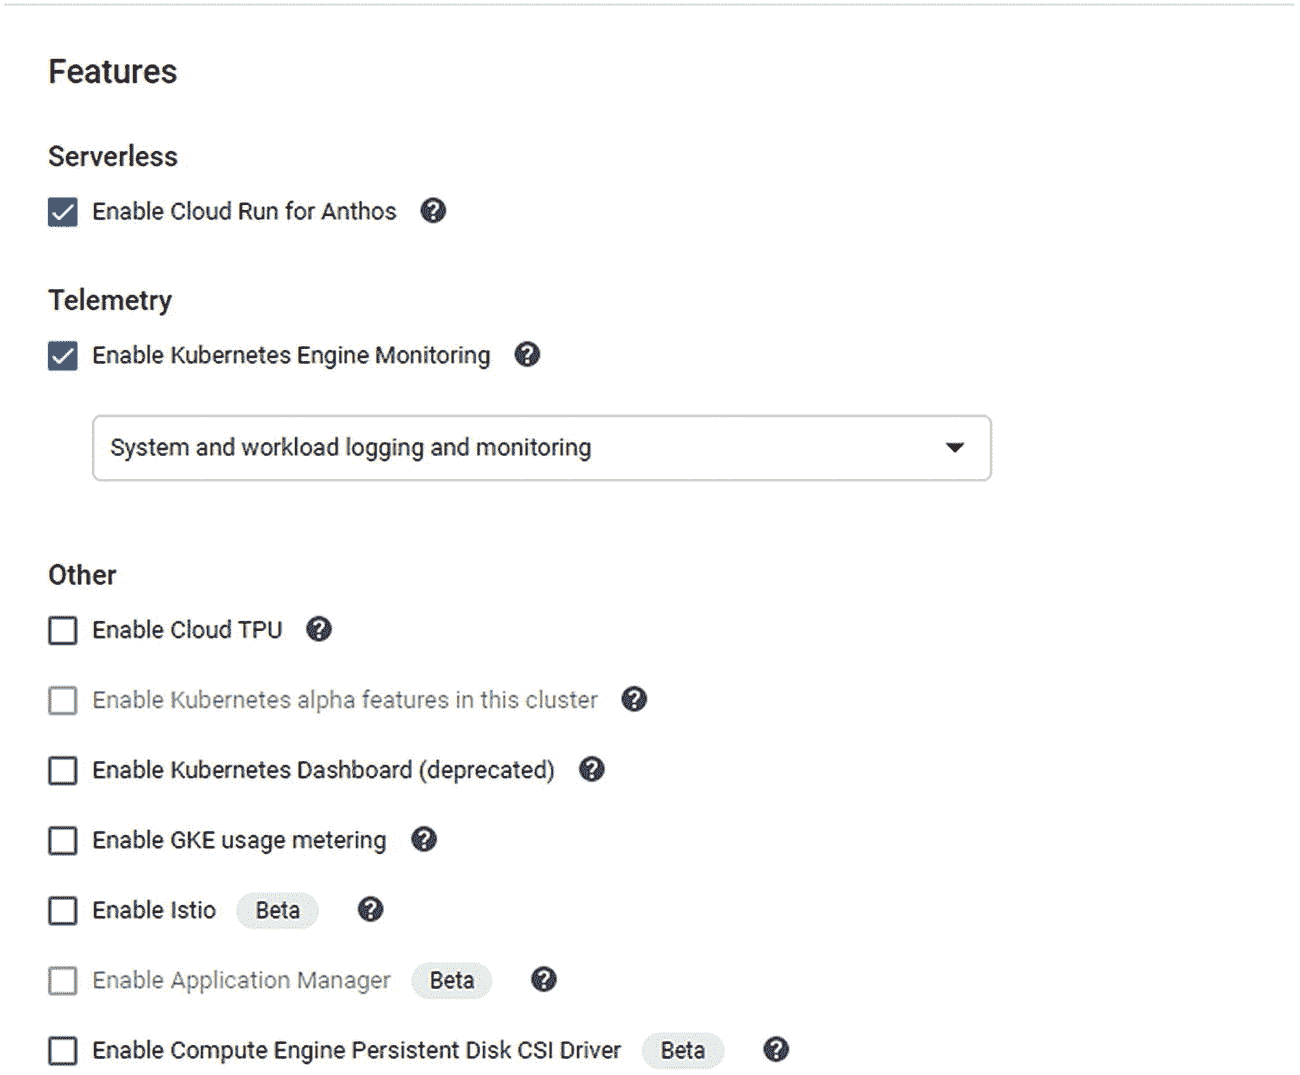 Features
Serverless
Enable Cloud Run for Anthos
Telemetry
Enable Kubernetes Engine Monitoring
System and workload logging and monitoring
Other
Enable Cloud TPU
Enable Kubernetes alpha features in this cluster
Enable Kubernetes Dashboard (deprecated)
Enable GKE usage metering
Enable Istio Beta
Enable Application Manager Beta
Enable Compute Engine Persistent Disk CSI Driver Beta